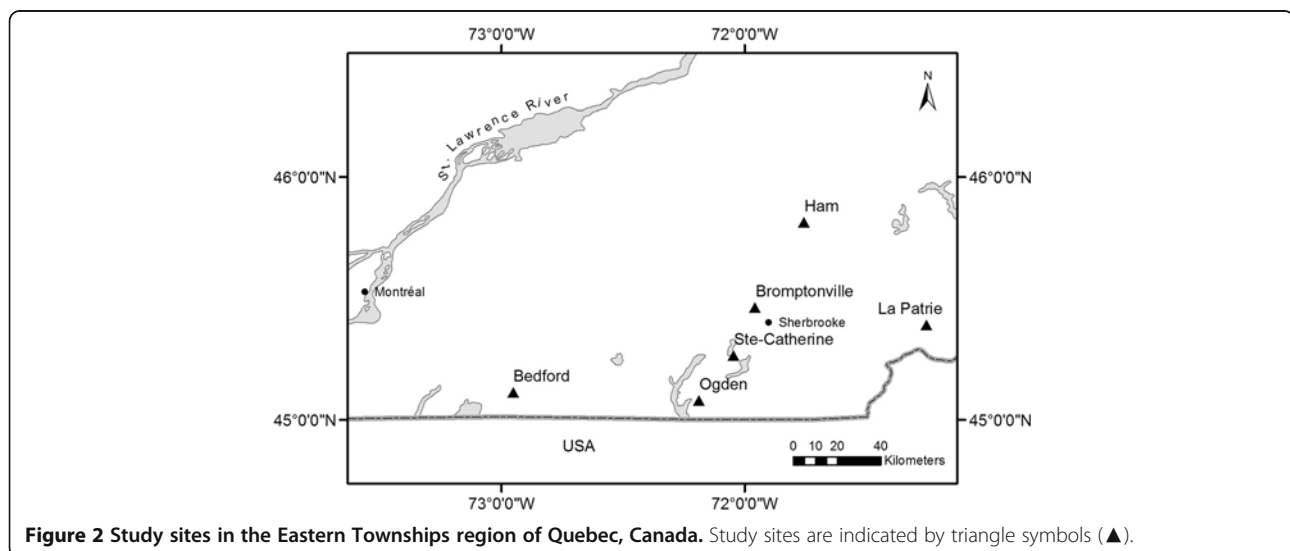 73°0'0"W 72°0'0"W
N
St. Lawrence River
46°0'0"N 46°0'0"N
Ham
Montréal
Bromptonville
La Patrie
Sherbrooke
Ste-Catherine
Bedford
Ogden
45°0'0"N 45°0'0"N
USA
0 10 20 40
Kilometers
73°0'0"W 72°0'0"W
Figure 2 Study sites in the Eastern Townships region of Quebec, Canada. Study sites are indicated by triangle symbols (▲).